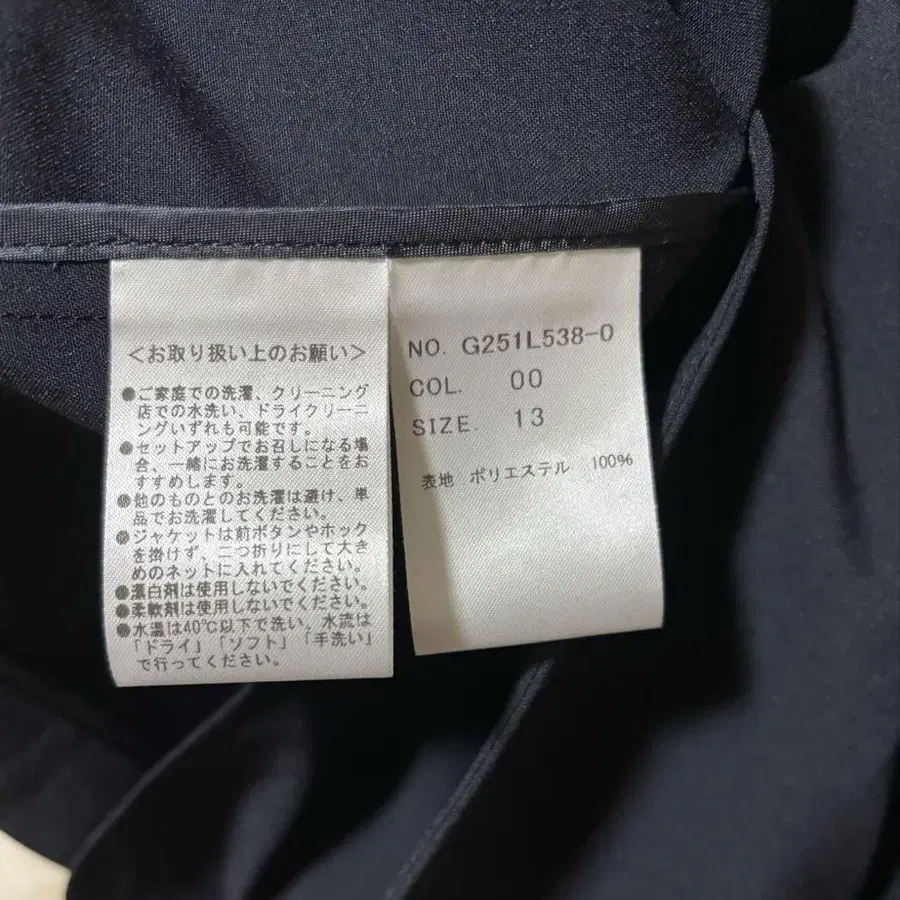 ＜お取り扱い上のお願い＞
●ご家庭での洗濯、クリーニング
店での水洗い、ドライクリーニ
ングいずれも可能です。
●セットアップでお召しになる場
合、一緒にお洗濯することをお
すすめします。
●他のものとのお洗濯は避け、単
品でお洗濯してください。
●ジャケットは前ボタンやホック
を掛けず、二つ折りにして大き
めのネットに入れてください。
●漂白剤は使用しないでください。
●柔軟剤は使用しないでください。
●水温は40℃以下で洗い、水流は
「ドライ」「ソフト」「手洗い」
で行ってください。
NO. G251L538-0
COL. 00
SIZE. 13
表地 ポリエステル 100%